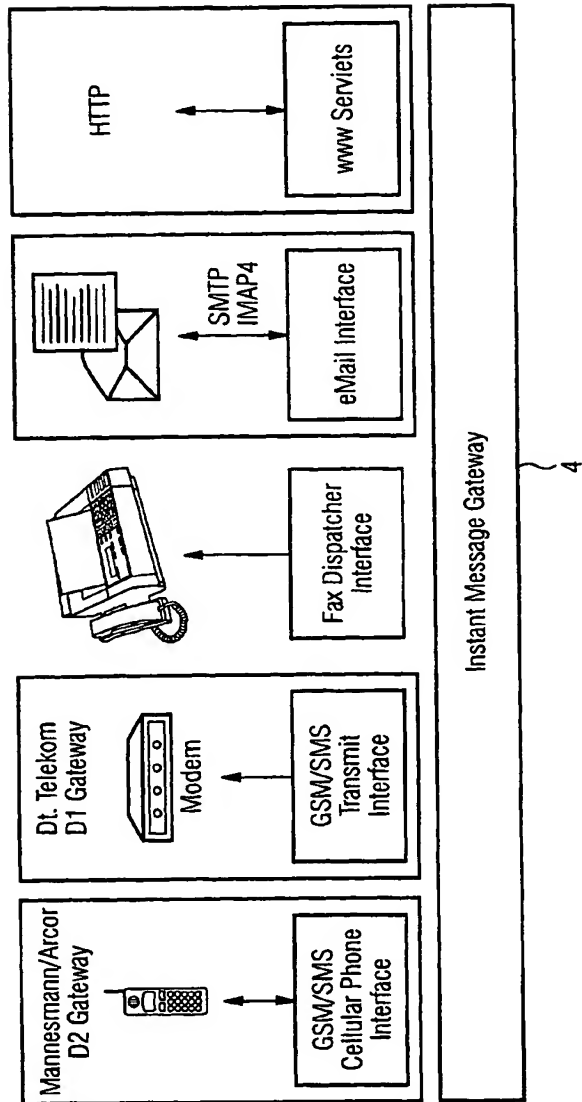 Mannesmann/Arcor
D2 Gateway
GSM/SMS
Cellular Phone
Interface
Dt. Telekom
D1 Gateway
Modem
GSM/SMS
Transmit
Interface
Fax Dispatcher
Interface
SMTP
IMAP4
eMail Interface
HTTP
www Serviets
Instant Message Gateway
4